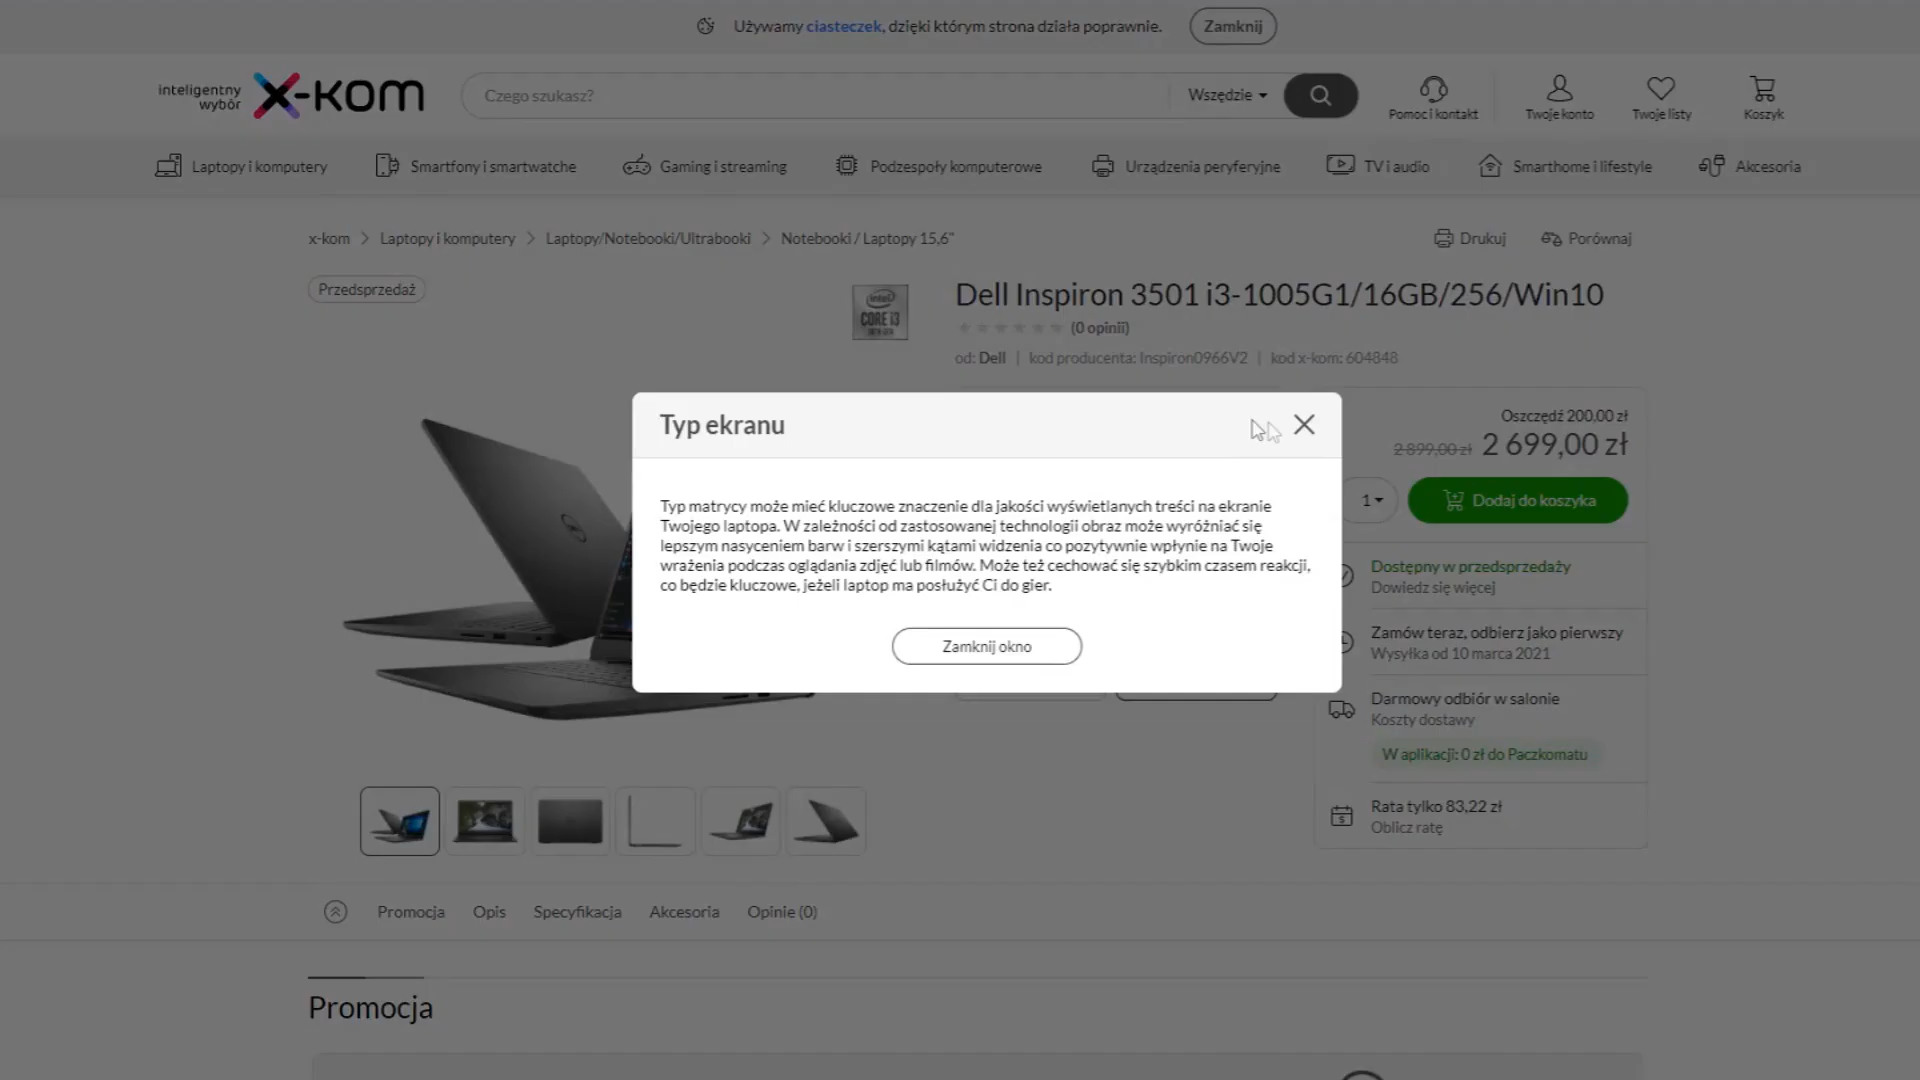 Używamy ciasteczek, dzięki którym strona działa poprawnie.
Zamknij
inteligentny
wybór
x-kom
Czego szukasz?
Wszędzie
Pomoc i kontakt
Twoje konto
Twoje listy
Koszyk
Laptopy i komputery
Smartfony i smartwatche
Gaming i streaming
Podzespoły komputerowe
Urządzenia peryferyjne
TV i audio
Smarthome i lifestyle
Akcesoria
x-kom > Laptopy i komputery > Laptopy/Notebooki/Ultrabooki > Notebooki / Laptopy 15,6"
Drukuj
Porównaj
Przedsprzedaż
intel
CORE i3
Dell Inspiron 3501 i3-1005G1/16GB/256/Win10
(0 opinii)
od: Dell | kod producenta: Inspiron0966V2 | kod x-kom: 604848
Typ ekranu
Typ matrycy może mieć kluczowe znaczenie dla jakości wyświetlanych treści na ekranie
Twojego laptopa. W zależności od zastosowanej technologii obraz może wyróżniać się
lepszym nasyceniem barw i szerszymi kątami widzenia co pozytywnie wpłynie na Twoje
wrażenia podczas oglądania zdjęć lub filmów. Może też cechować się szybkim czasem reakcji,
co będzie kluczowe, jeżeli laptop ma posłużyć Ci do gier.
Zamknij okno
Oszczędź 200,00 zł
2 899,00 zł 2 699,00 zł
1
Dodaj do koszyka
Dostępny w przedsprzedaży
Dowiedz się więcej
Zamów teraz, odbierz jako pierwszy
Wysyłka od 10 marca 2021
Darmowy odbiór w salonie
Koszty dostawy
W aplikacji: 0 zł do Paczkomatu
Rata tylko 83,22 zł
Oblicz ratę
Promocja
Opis
Specyfikacja
Akcesoria
Opinie (0)
Promocja